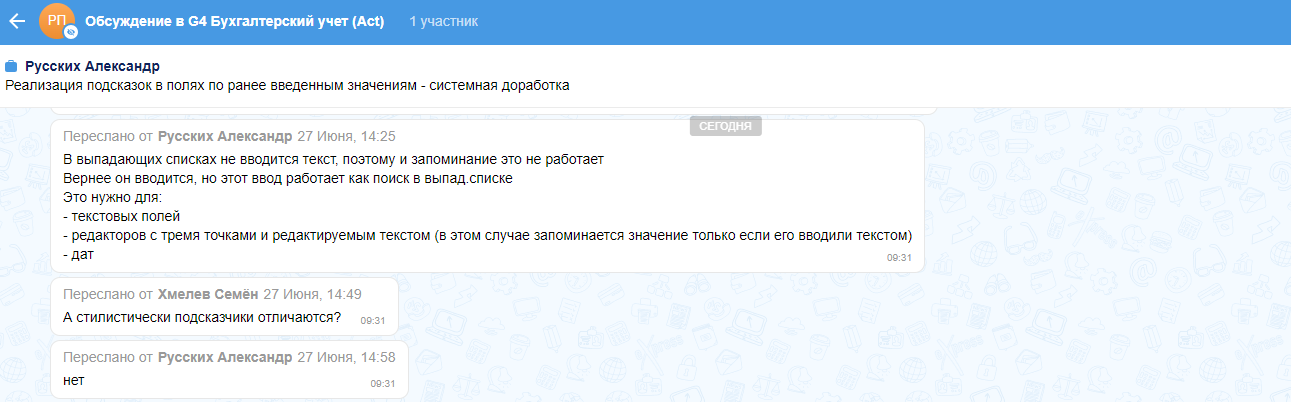 РП
Обсуждение в G4 Бухгалтерский учет (Act) 1 участник
Русских Александр
Реализация подсказок в полях по ранее введенным значениям - системная доработка
СЕГОДНЯ
Переслано от Русских Александр 27 Июня, 14:25
В выпадающих списках не вводится текст, поэтому и запоминание это не работает
Вернее он вводится, но этот ввод работает как поиск в выпад.списке
Это нужно для:
- текстовых полей
- редакторов с тремя точками и редактируемым текстом (в этом случае запоминается значение только если его вводили текстом)
- дат
09:31
Переслано от Хмелев Семён 27 Июня, 14:49
А стилистически подсказчики отличаются? 09:31
Переслано от Русских Александр 27 Июня, 14:58
нет 09:31